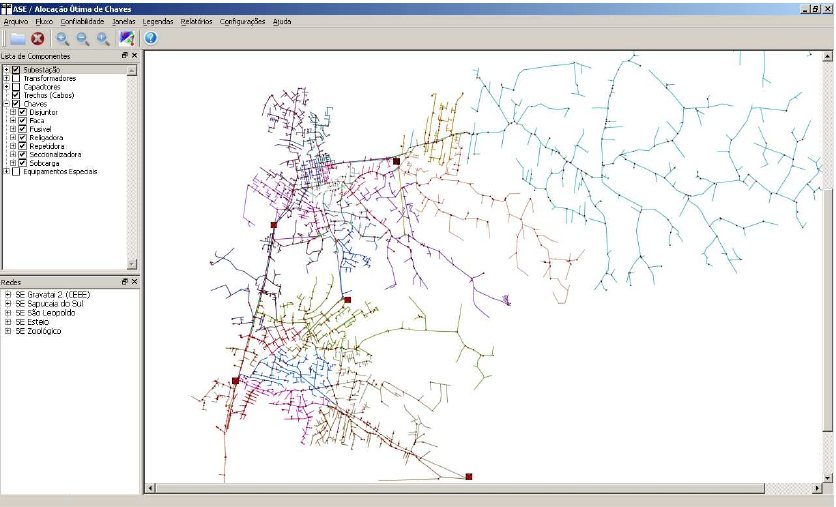 ASE / Alocação Ótima de Chaves
Arquivo Fluxo Confiabilidade Janelas Legendas Relatórios Configurações Ajuda
Lista de Componentes
Subestação
Transformadores
Capacitores
Trechos (Cabos)
Chaves
Disjuntor
Faca
Fusivel
Religadora
Repetidora
Seccionalizadora
Sobcarga
Equipamentos Especiais
Redes
SE Gravataí 2 (CEEE)
SE Sapucaia do Sul
SE São Leopoldo
SE Esteio
SE Zoológico